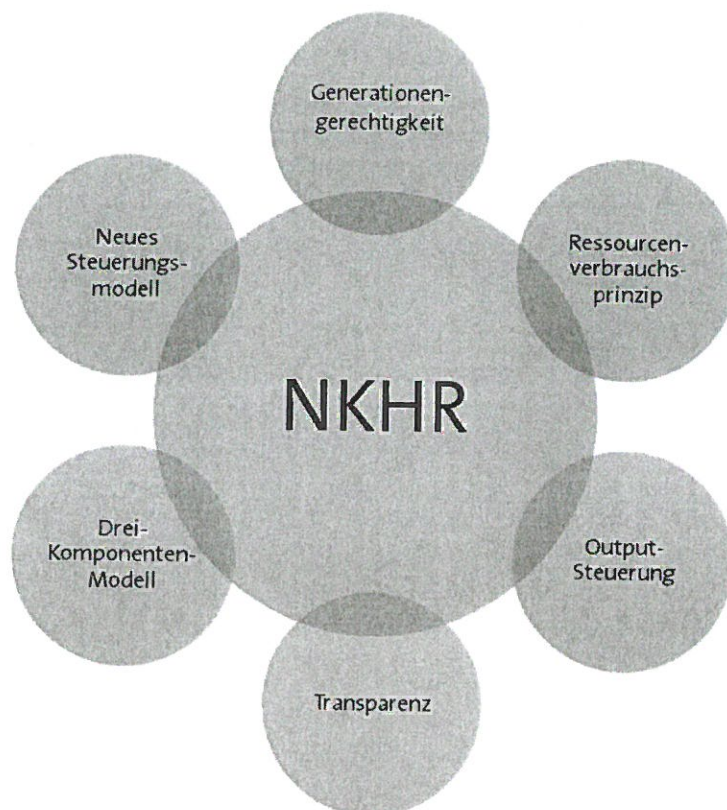 Generationen-
gerechtigkeit
Neues
Steuerungs-
modell
Ressourcen-
verbrauchs-
prinzip
NKHR
Drei-
Komponenten-
Modell
Output-
Steuerung
Transparenz